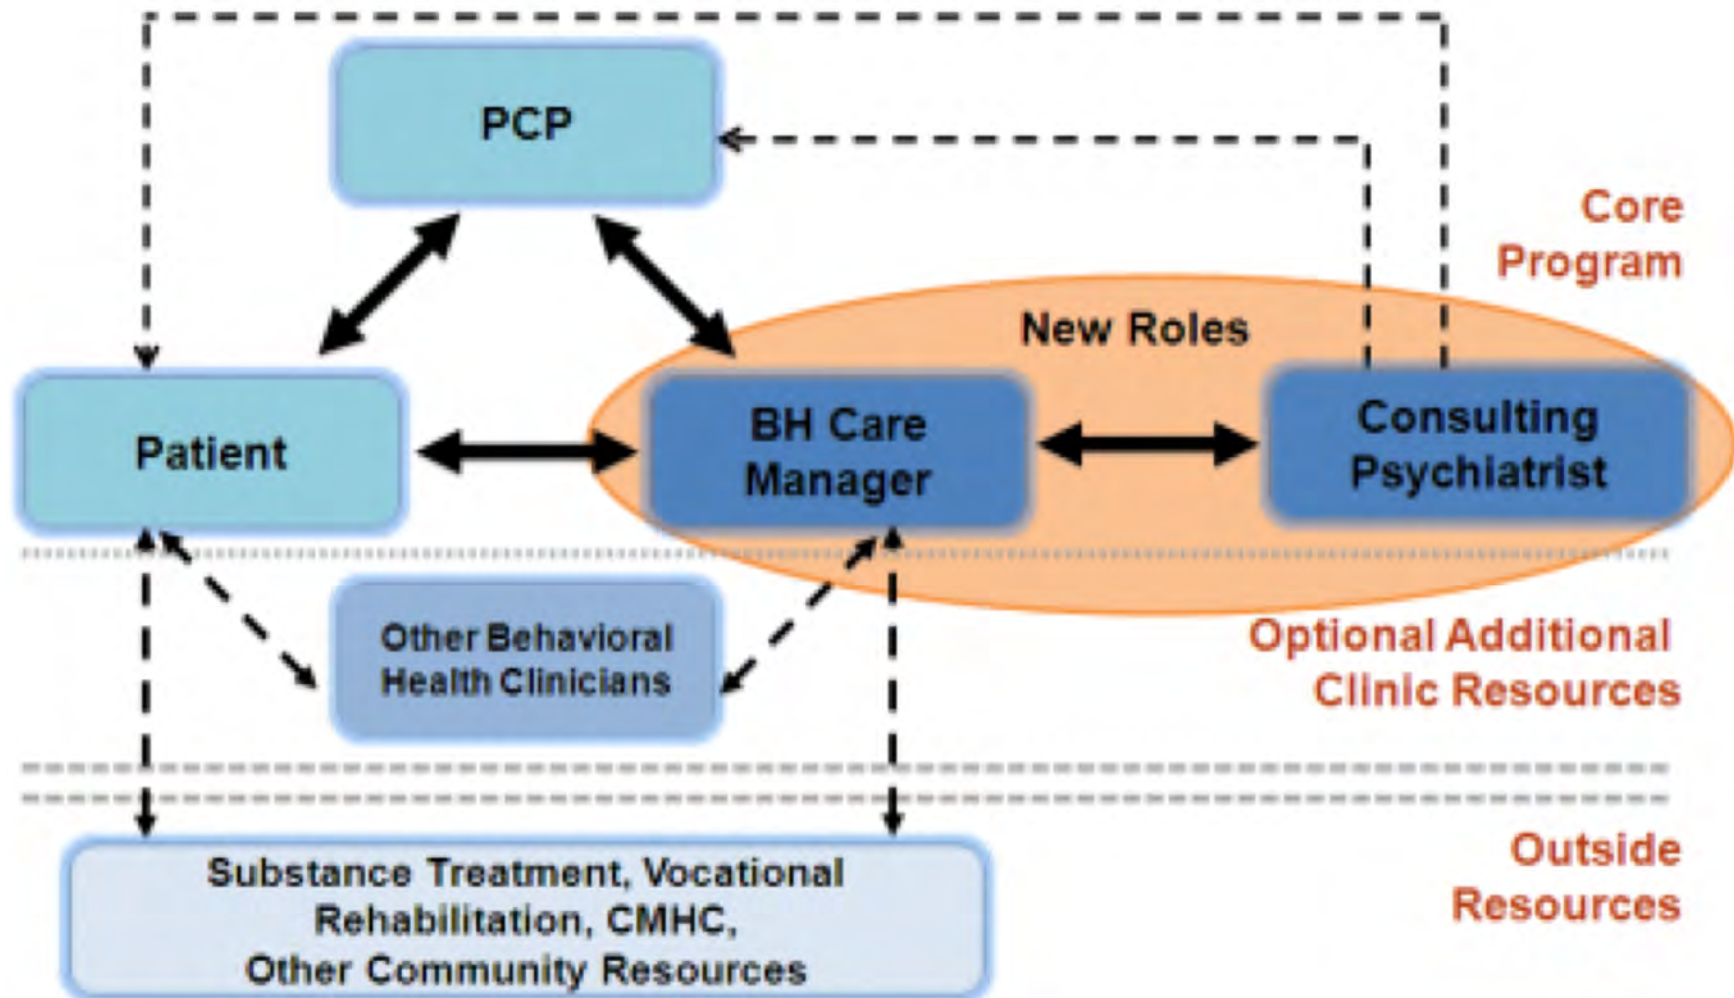 PCP
Core
Program
New Roles
Patient
BH Care
Manager
Consulting
Psychiatrist
Other Behavioral
Health Clinicians
Optional Additional
Clinic Resources
Substance Treatment, Vocational
Rehabilitation, CMHC,
Other Community Resources
Outside
Resources